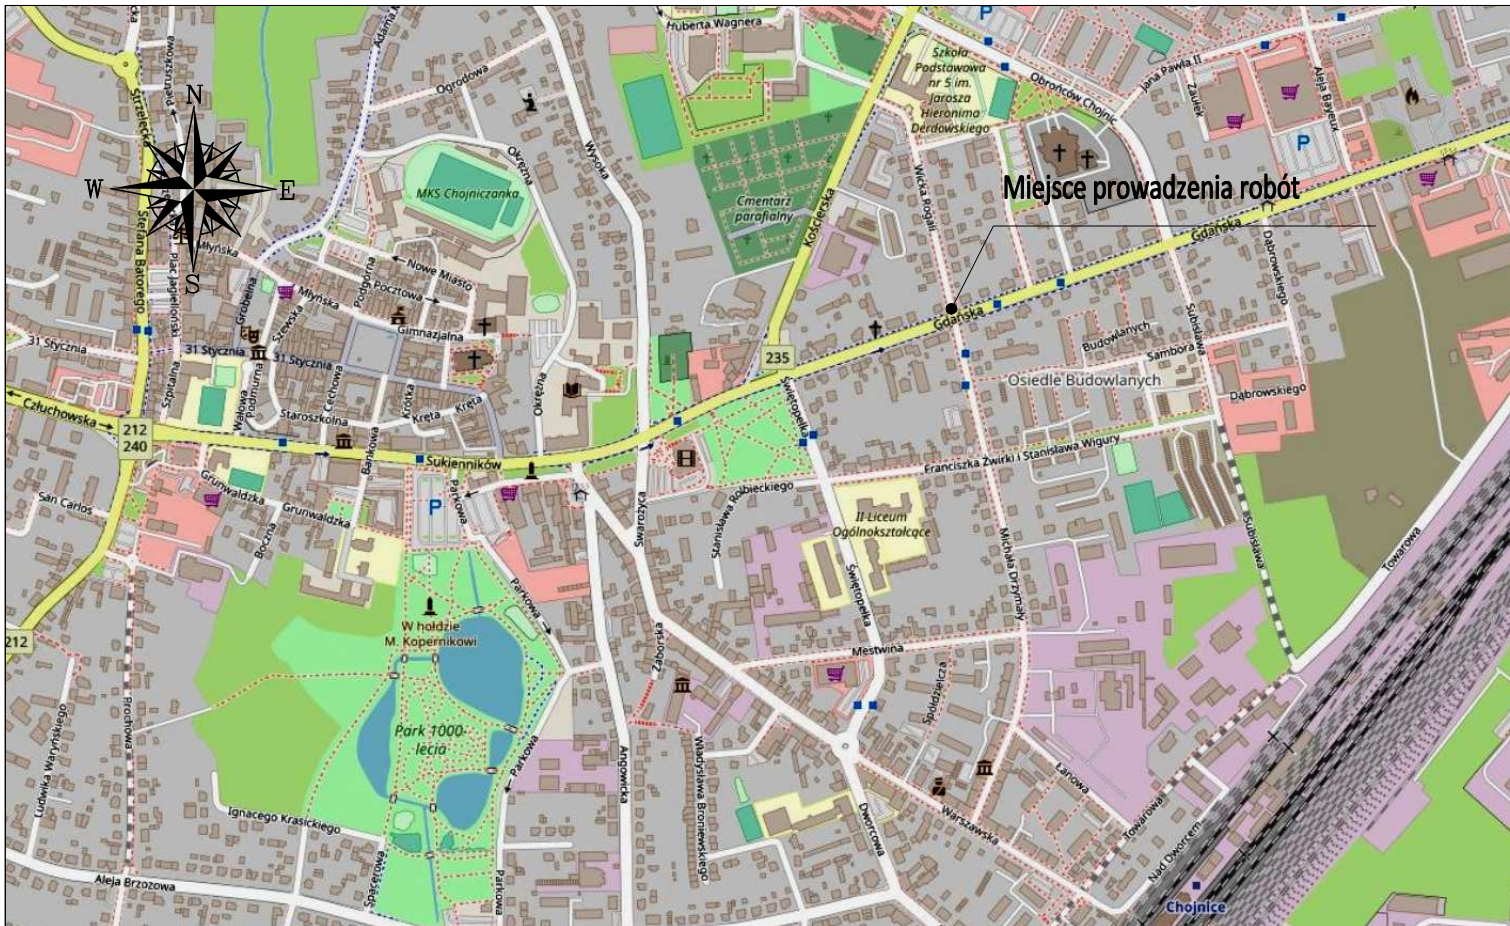 Huberta Wagnera
P
Strzelecka
Pietruszkowa
Ogrodowa
Szkoła
Podstawowa
nr 5 im.
Jarosza
Hieronima
Derdowskiego
Obrońców Chojnic
Jana Pawła II
Zaułek
Aleja Bayeux
P
N
W
E
S
Okrężna
Wysoka
MKS Chojniczanka
Cmentarz
parafialny
Kościerska
Wicka Rogali
Miejsce prowadzenia robót
Stefana Batorego
Plac Jagielloński
Młyńska
Nowe Miasto
Podgórna
Pocztowa
Grobelna
Młyńska
Szewska
Gimnazjalna
Gdańska
Gdańska
Dąbrowskiego
Subisława
Budowlanych
Sambora
31 Stycznia
31 Stycznia
31 Stycznia
235
Osiedle Budowlanych
Dąbrowskiego
Szpitalna
Człuchowska
212
240
Wałowa
Podmurna
Cechowa
Staroszkolna
Krótka
Kręta
Kręta
Okrężna
Świętopełka
Bankowa
Sukienników
Franciszka Żwirki i Stanisława Wigury
San Carlos
Grunwaldzka
Grunwaldzka
Boczna
P
Parkowa
Swarożyca
Stanisława Rolbieckiego
II Liceum
Ogólnokształcące
Michała Drzymały
Subisława
Towarowa
Parkowa
Świętopełka
W hołdzie
M. Kopernikowi
212
Zaborska
Mestwina
Spółdzielcza
Ludwika Waryńskiego
Prochowa
Park 1000-
lecia
Parkowa
Angowicka
Władysława Broniewskiego
Łanowa
Ignacego Krasickiego
Dworcowa
Warszawska
Towarowa
Nad Dworcem
Aleja Brzozowa
Spacerowa
Parkowa
Chojnice